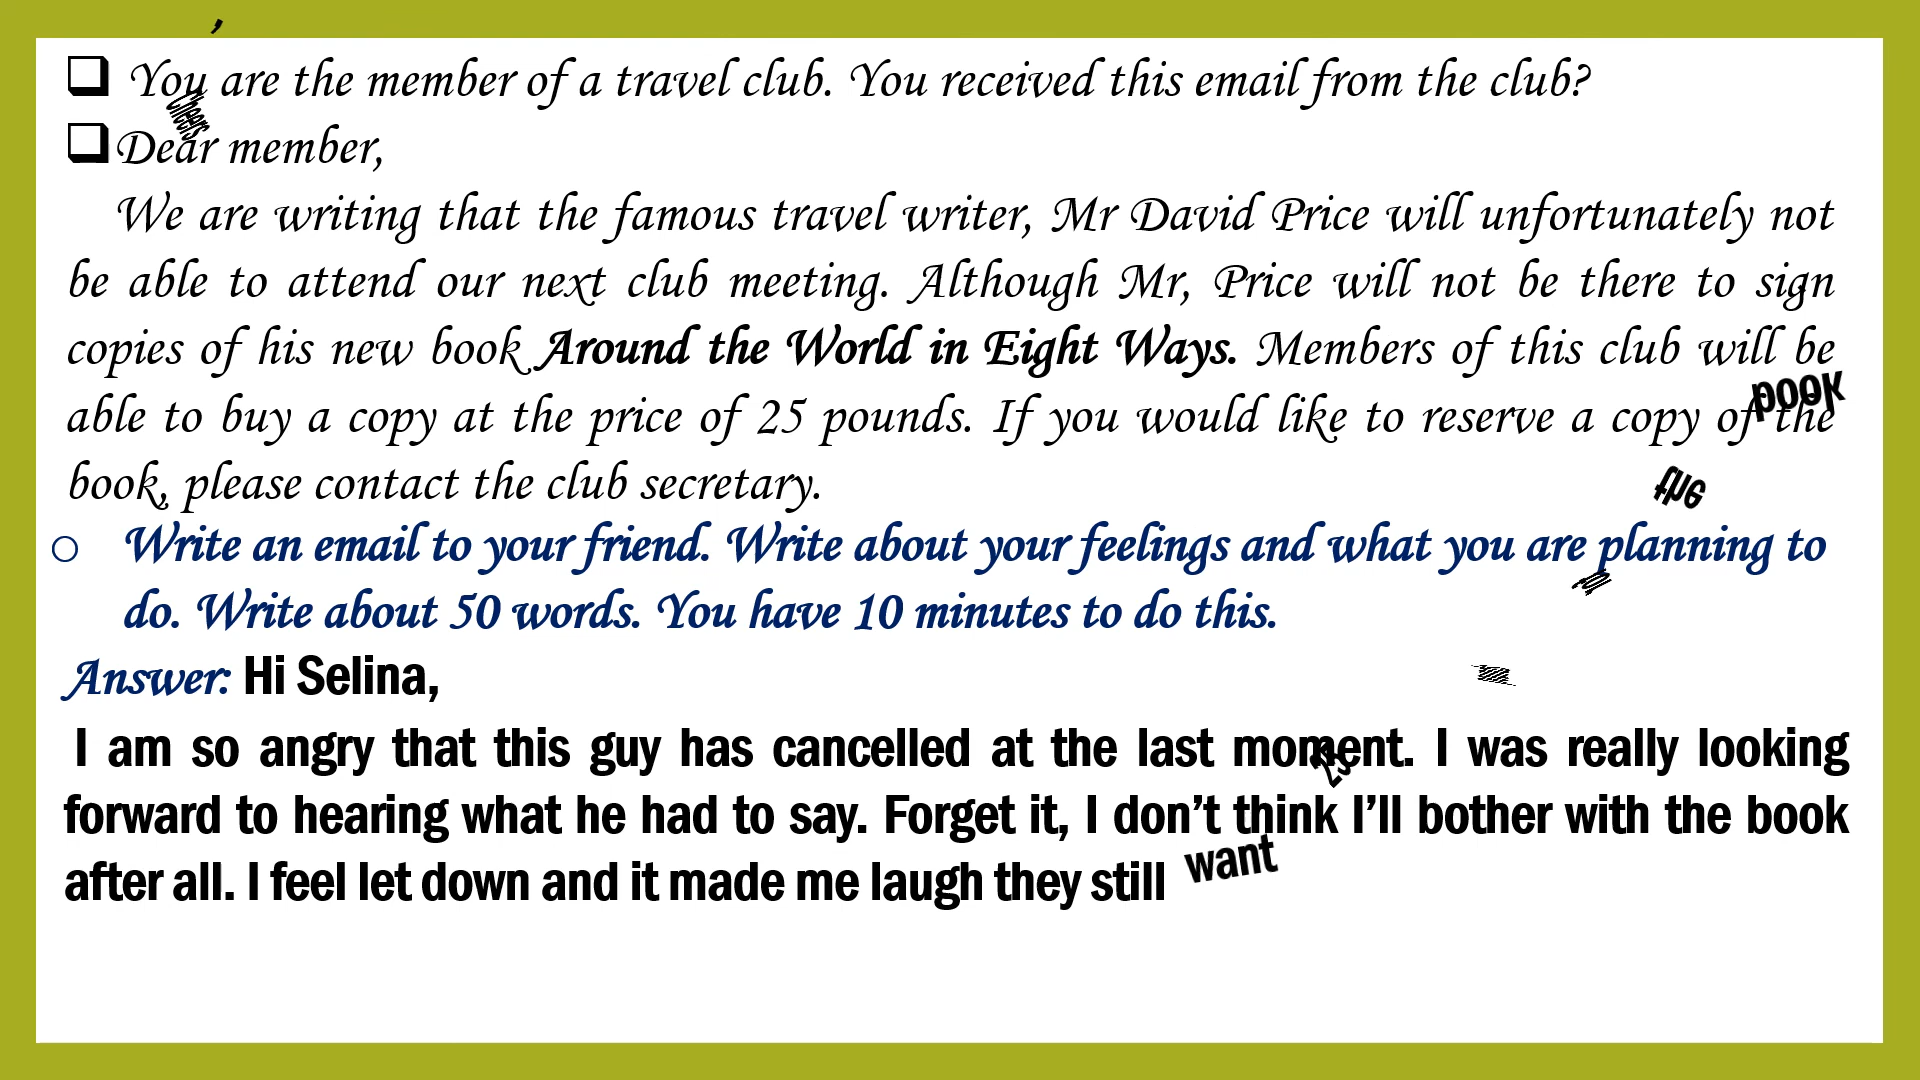 You are the member of a travel club. You received this email from the club?
Dear member,
We are writing that the famous travel writer, Mr David Price will unfortunately not
be able to attend our next club meeting. Although Mr, Price will not be there to sign
copies of his new book Around the World in Eight Ways. Members of this club will be
able to buy a copy at the price of 25 pounds. If you would like to reserve a copy of the
book, please contact the club secretary.
Write an email to your friend. Write about your feelings and what you are planning to
do. Write about 50 words. You have 10 minutes to do this.
Answer: Hi Selina,
I am so angry that this guy has cancelled at the last moment. I was really looking
forward to hearing what he had to say. Forget it, I don’t think I’ll bother with the book
after all. I feel let down and it made me laugh they still want
25
the
book
,